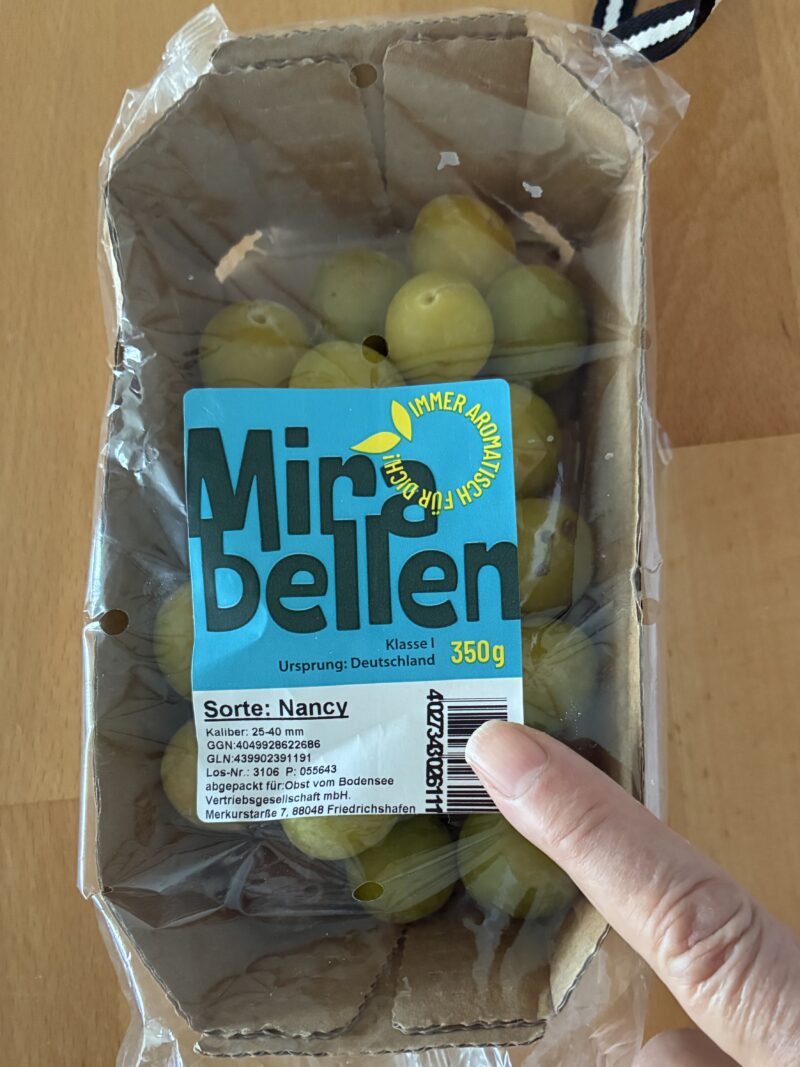 IMMER AROMATISCH FÜR DICH!
Mira
bellen
Klasse I
Ursprung: Deutschland
350g
Sorte: Nancy
Kaliber: 25-40 mm
GGN:4049928622686
GLN:439902391191
Los-Nr.: 3106 P: 055643
abgepackt für:Obst vom Bodensee
Vertriebsgesellschaft mbH.
Merkurstarße 7, 88048 Friedrichshafen